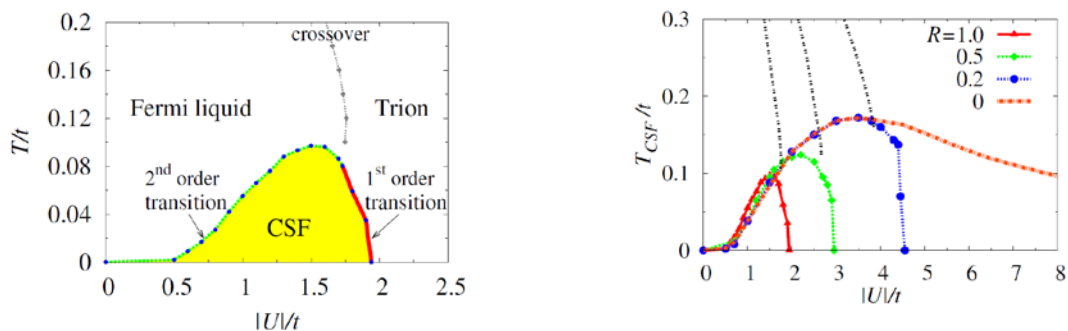 0.2
0.16
0.12
0.08
0.04
0
T/t
crossover
Fermi liquid
Trion
2nd order
transition
1st order
transition
CSF
0
0.5
1
1.5
2
2.5
|U|/t
0.3
0.2
0.1
0
T_CSF/t
R=1.0
0.5
0.2
0
0
1
2
3
4
5
6
7
8
|U|/t